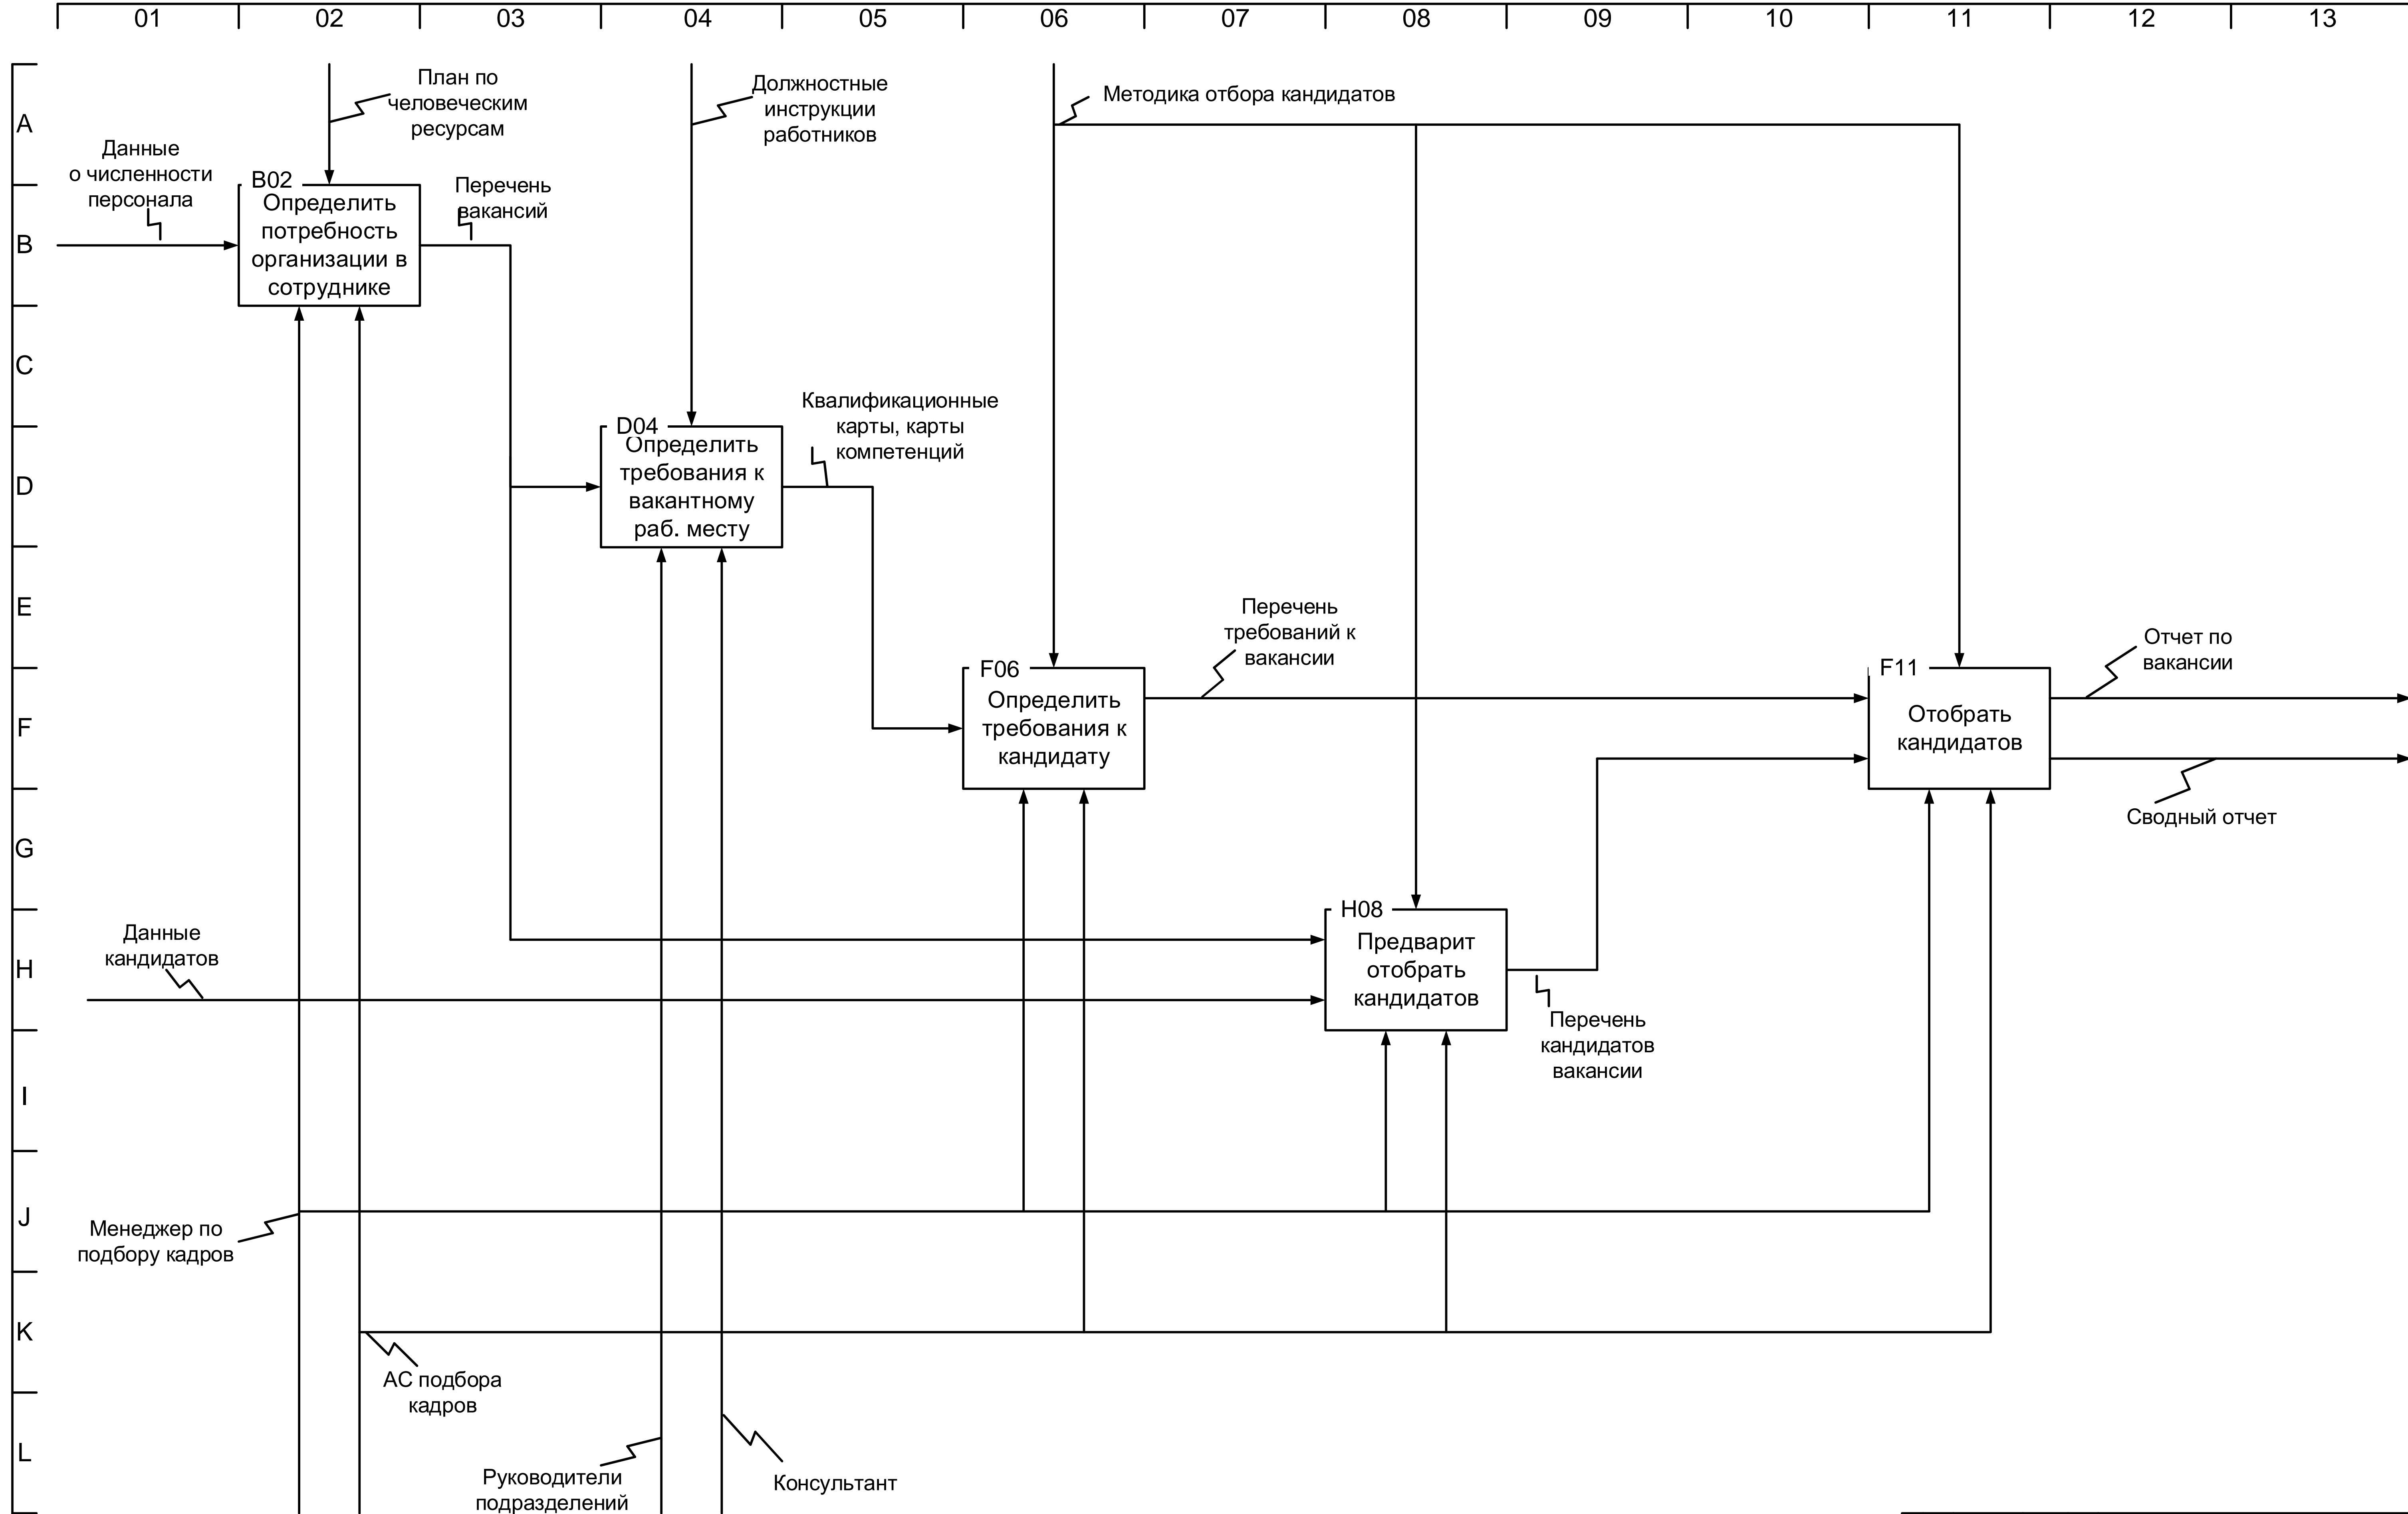 01
02
03
04
05
06
07
08
09
10
11
12
13
A
B
C
D
E
F
G
H
I
J
K
L
План по
человеческим
ресурсам
Должностные
инструкции
работников
Методика отбора кандидатов
Данные
о численности
персонала
B02
Определить
потребность
организации в
сотруднике
Перечень
вакансий
D04
Определить
требования к
вакантному
раб. месту
Квалификационные
карты, карты
компетенций
F06
Определить
требования к
кандидату
Перечень
требований к
вакансии
F11
Отобрать
кандидатов
Отчет по
вакансии
Сводный отчет
Данные
кандидатов
H08
Предварит
отобрать
кандидатов
Перечень
кандидатов
вакансии
Менеджер по
подбору кадров
АС подбора
кадров
Руководители
подразделений
Консультант